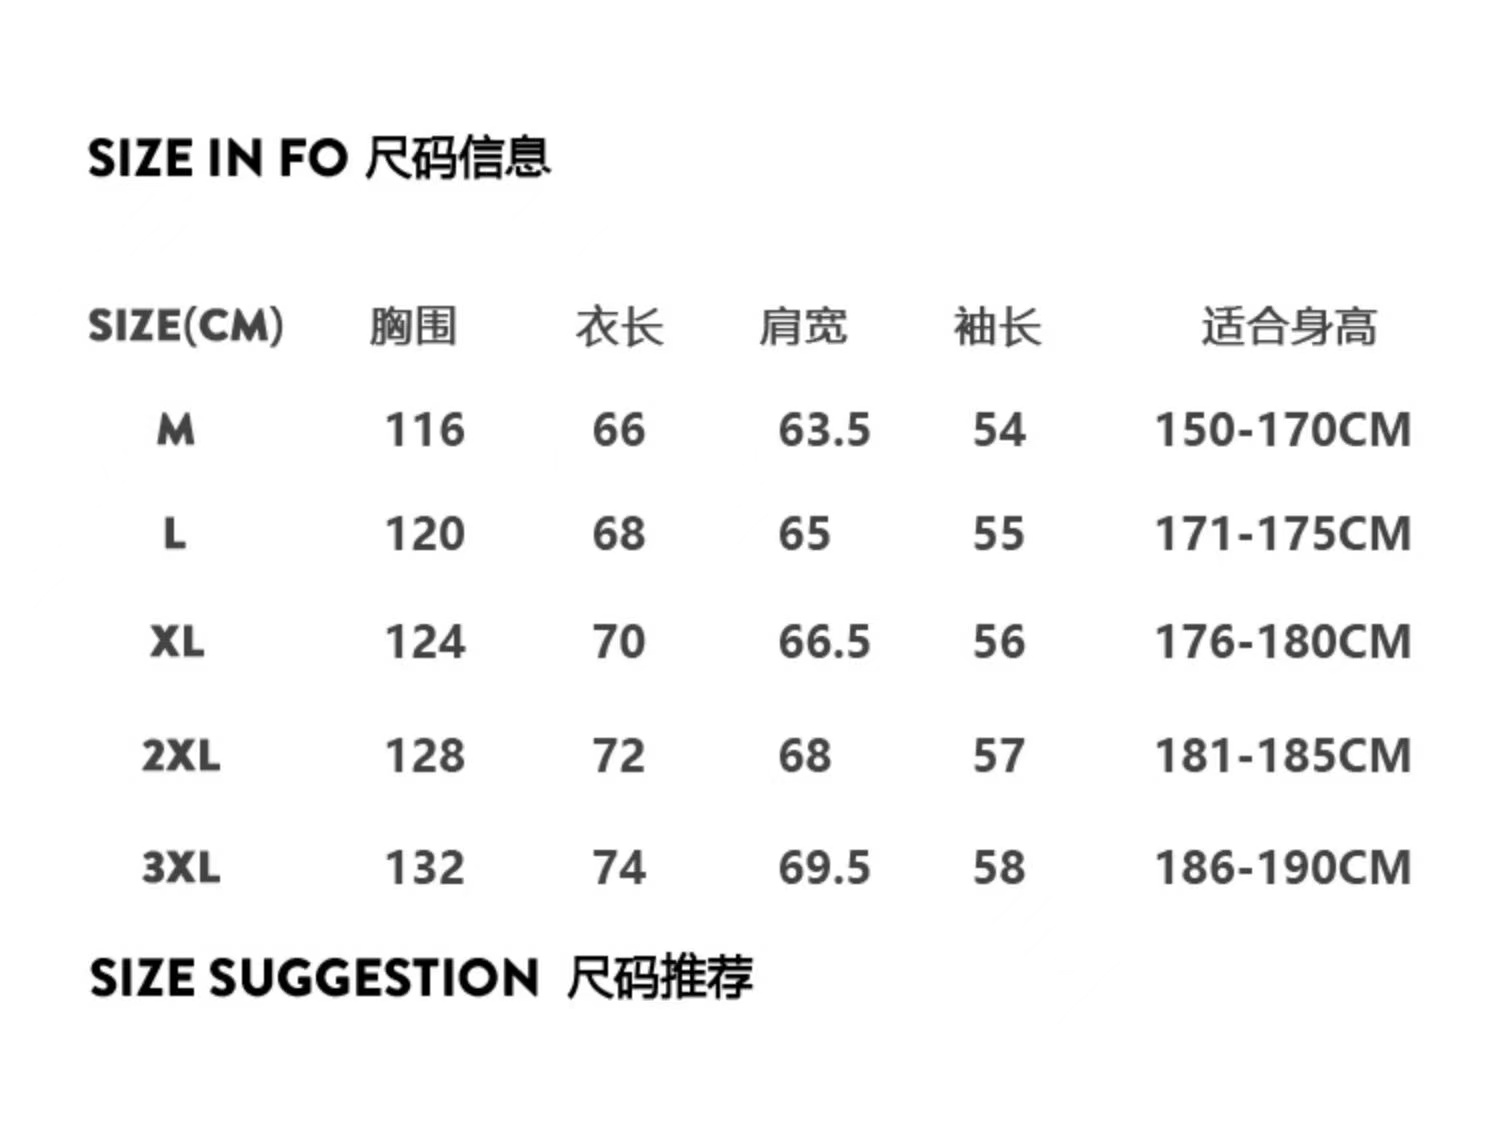 SIZE IN FO 尺码信息
SIZE(CM) 胸围 衣长 肩宽 袖长 适合身高
M 116 66 63.5 54 150-170CM
L 120 68 65 55 171-175CM
XL 124 70 66.5 56 176-180CM
2XL 128 72 68 57 181-185CM
3XL 132 74 69.5 58 186-190CM
SIZE SUGGESTION 尺码推荐